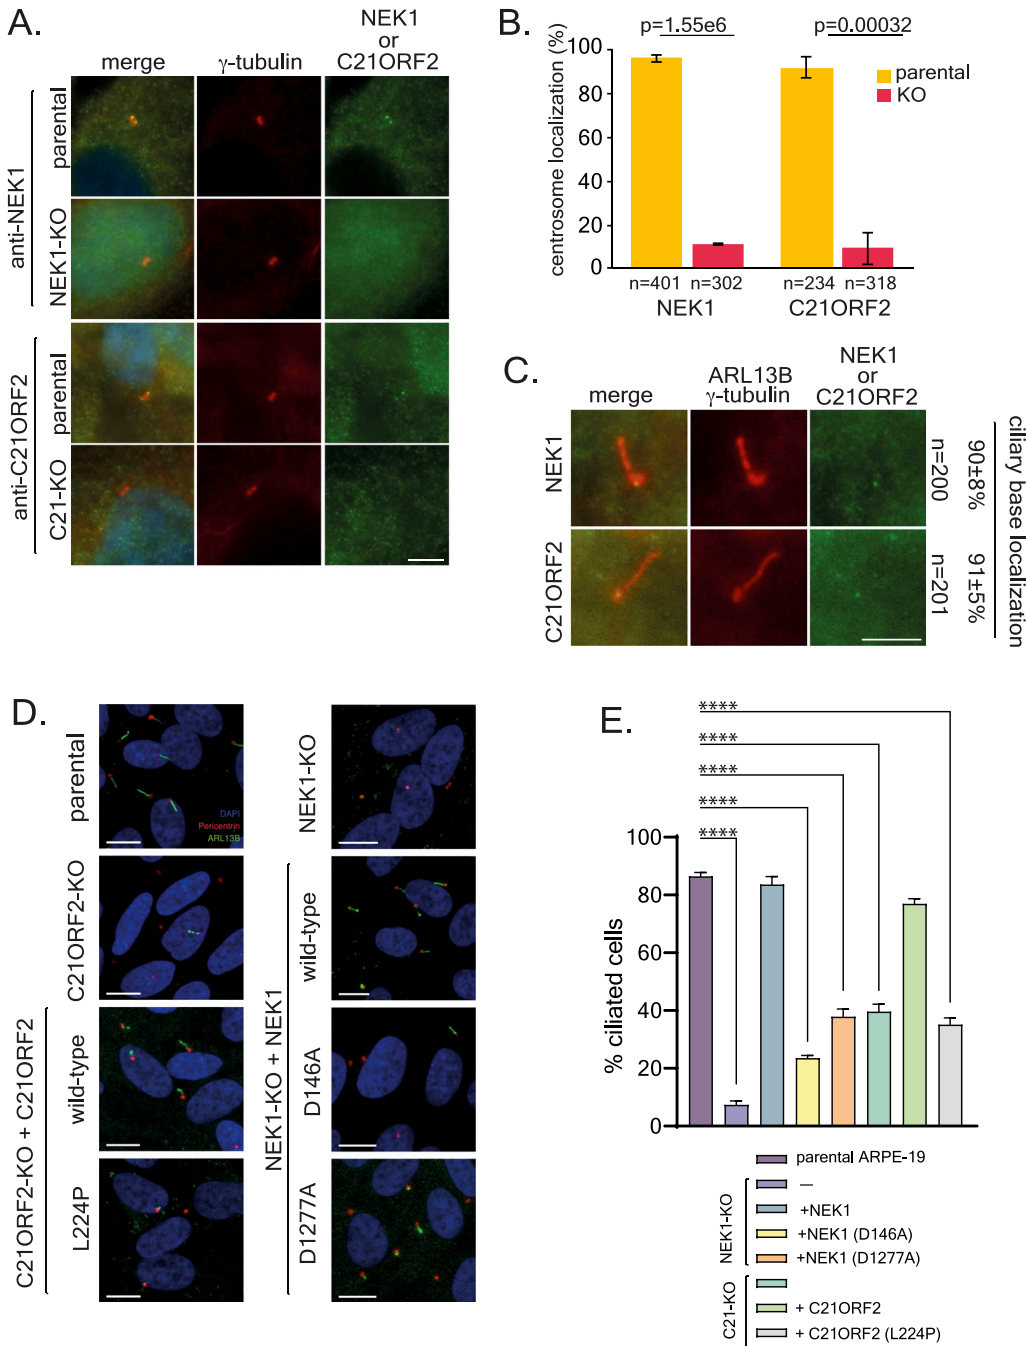 A.
merge
γ-tubulin
NEK1
or
C21ORF2
anti-NEK1
parental
NEK1-KO
anti-C21ORF2
parental
C21-KO
B.
p=1.55e6
p=0.00032
centrosome localization (%)
100
80
60
40
20
0
parental
KO
n=401
n=302
n=234
n=318
NEK1
C21ORF2
C.
merge
ARL13B
γ-tubulin
NEK1
or
C21ORF2
NEK1
C21ORF2
n=200
n=201
90±8%
91±5%
ciliary base localization
D.
parental
DAPI
Pericentrin
ARL13B
C21ORF2-KO
C21ORF2-KO + C21ORF2
wild-type
L224P
NEK1-KO
NEK1-KO + NEK1
wild-type
D146A
D1277A
E.
****
****
****
****
****
% ciliated cells
100
80
60
40
20
0
parental ARPE-19
NEK1-KO
—
+NEK1
+NEK1 (D146A)
+NEK1 (D1277A)
C21-KO
+ C21ORF2
+ C21ORF2 (L224P)